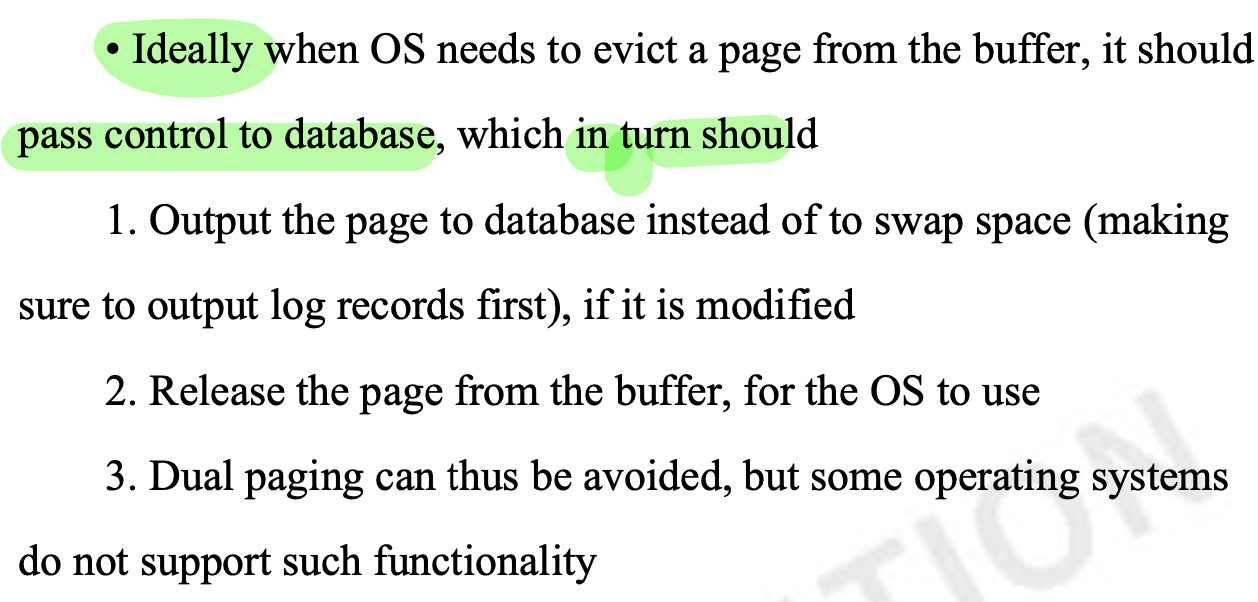 • Ideally when OS needs to evict a page from the buffer, it should
pass control to database, which in turn should
1. Output the page to database instead of to swap space (making
sure to output log records first), if it is modified
2. Release the page from the buffer, for the OS to use
3. Dual paging can thus be avoided, but some operating systems
do not support such functionality